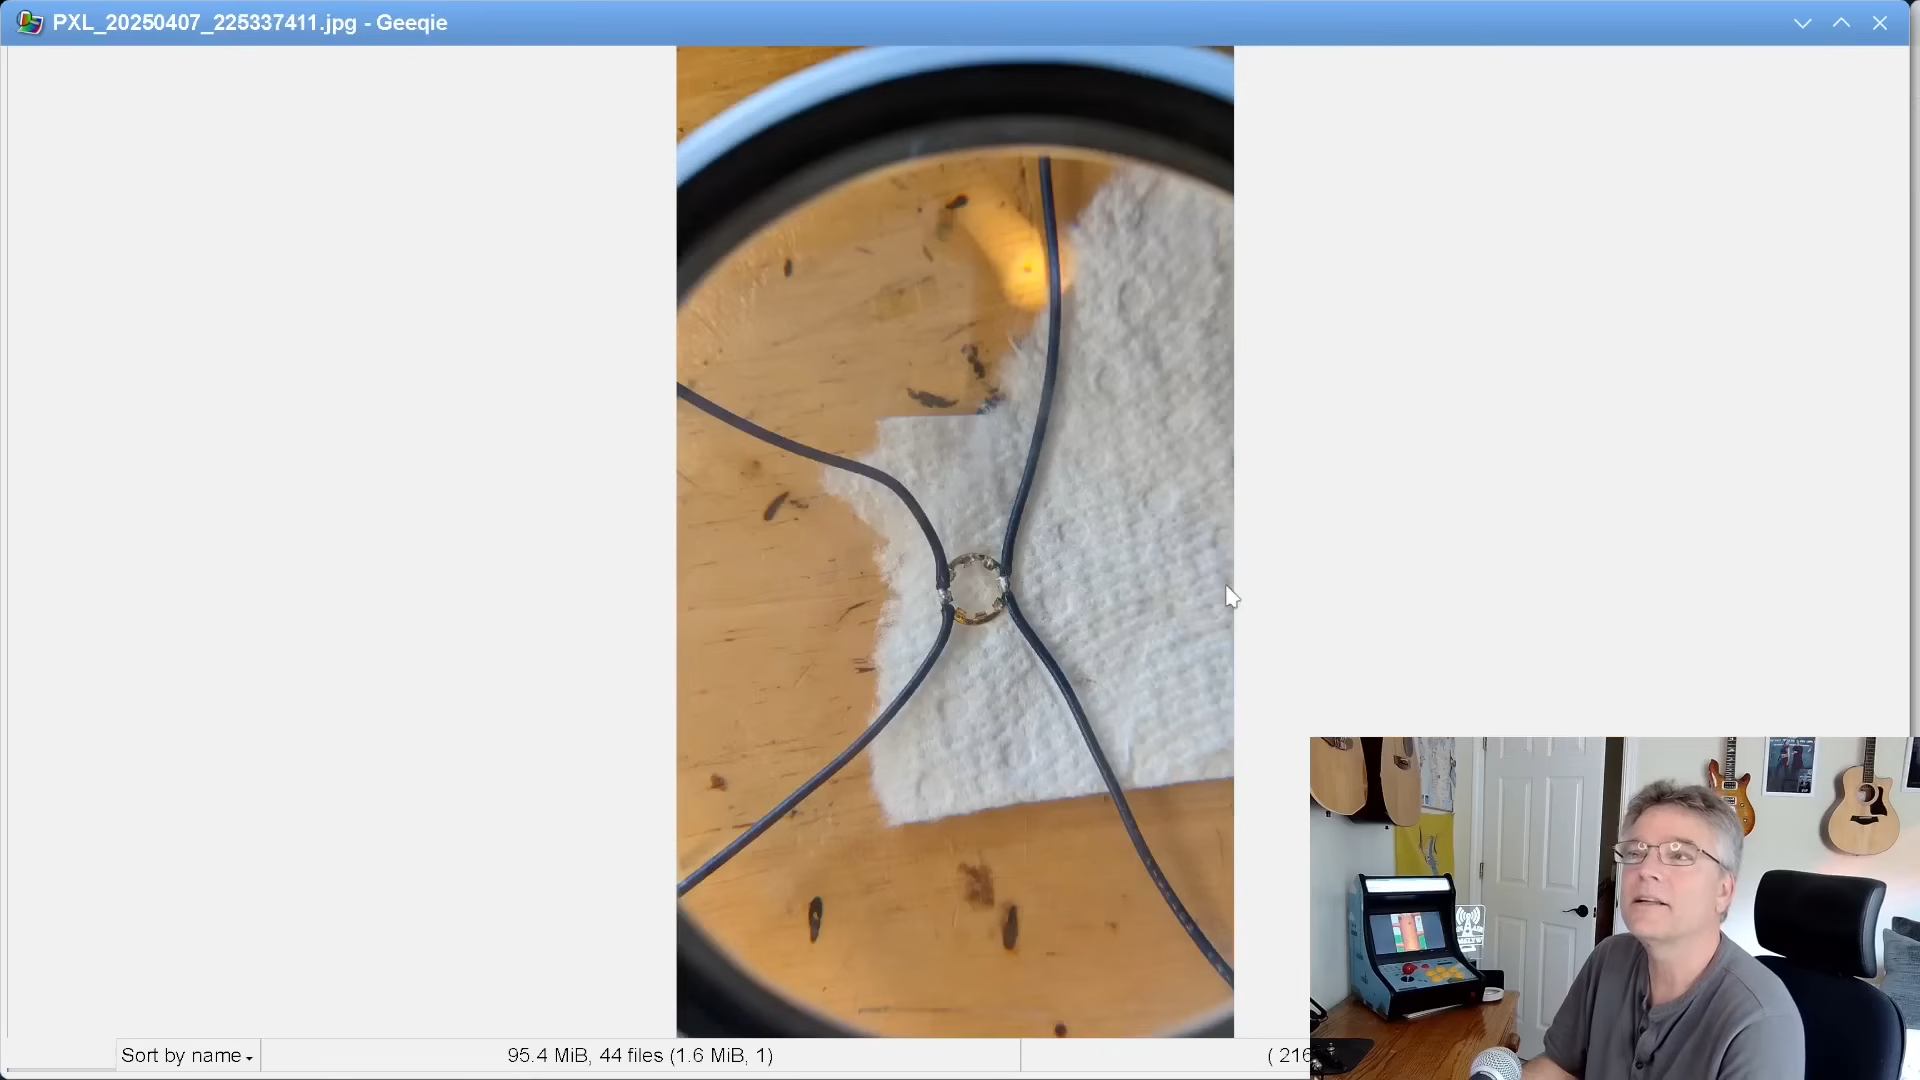 PXL_20250407_225337411.jpg - Geeqie
Sort by name
95.4 MiB, 44 files (1.6 MiB, 1)
( 216